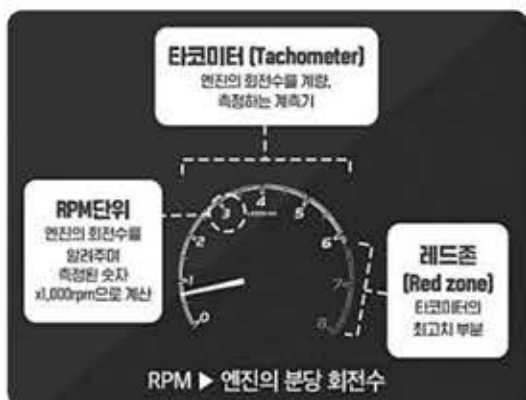 타코미터 (Tachometer)
엔진의 회전수를 계량,
측정하는 계측기
RPM단위
엔진의 회전수를
알려주며
측정된 숫자
x1,000rpm으로 계산
0
1
2
3
4
5
6
7
8
레드존
(Red zone)
타코미터의
최고치 부분
RPM ▶ 엔진의 분당 회전수